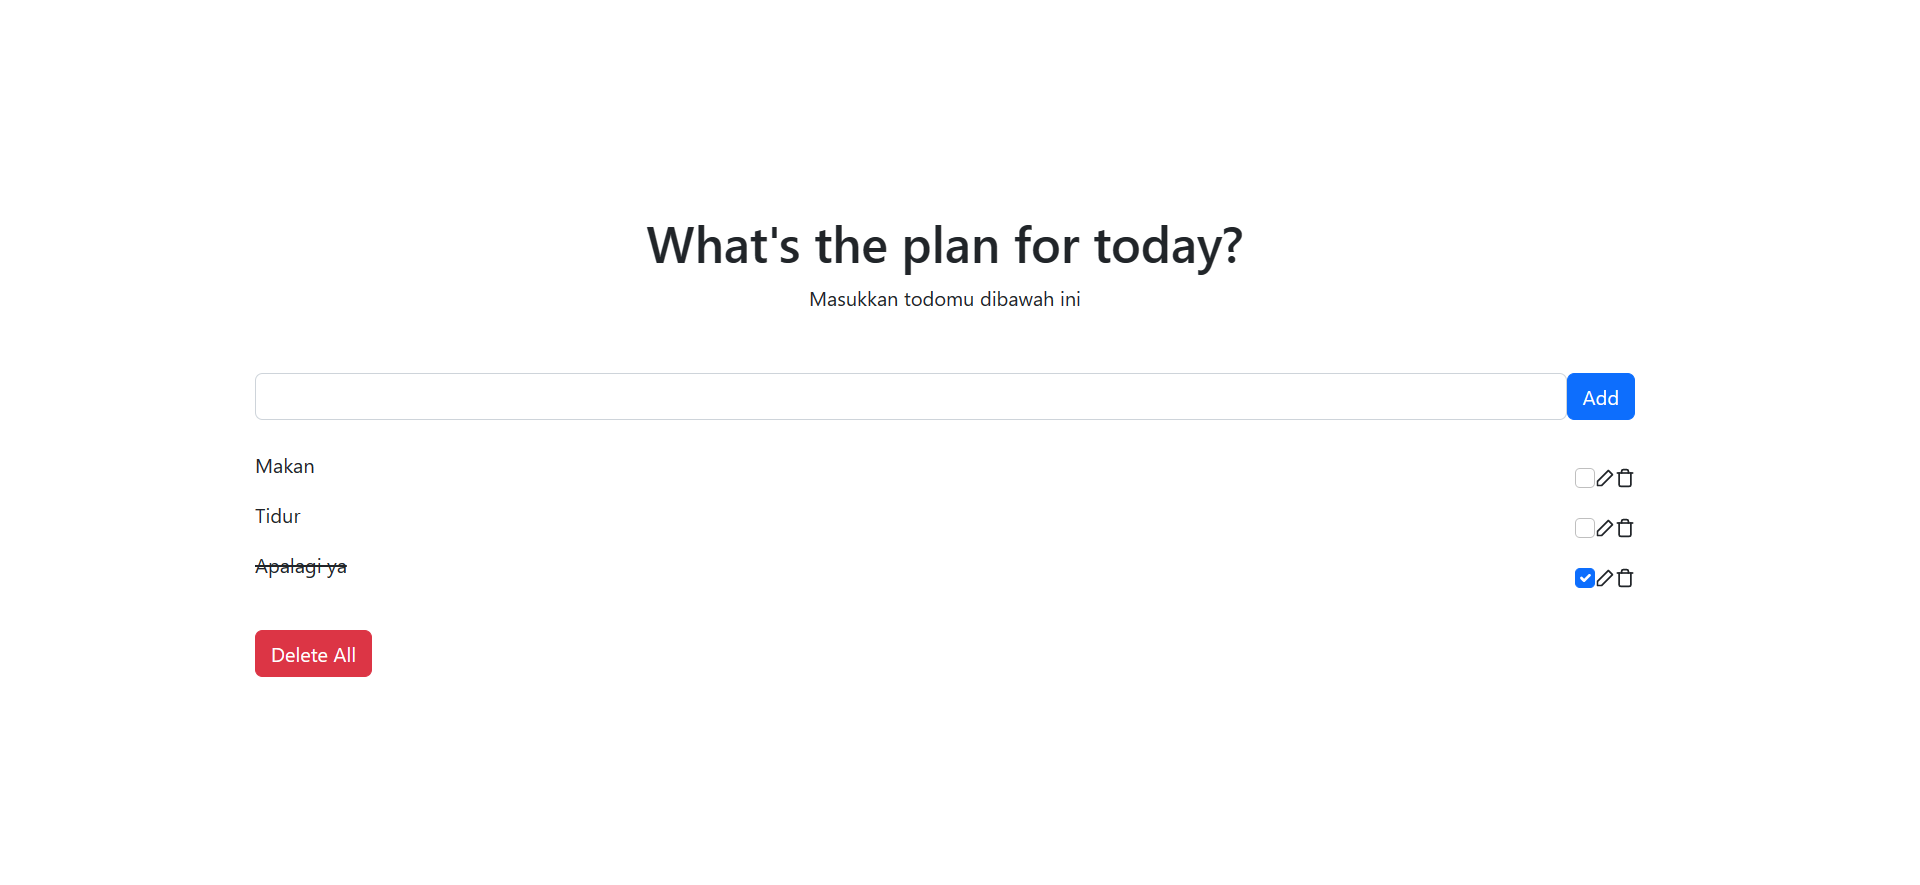 What's the plan for today?
Masukkan todomu dibawah ini
Add
Makan
Tidur
Apalagi ya
Delete All